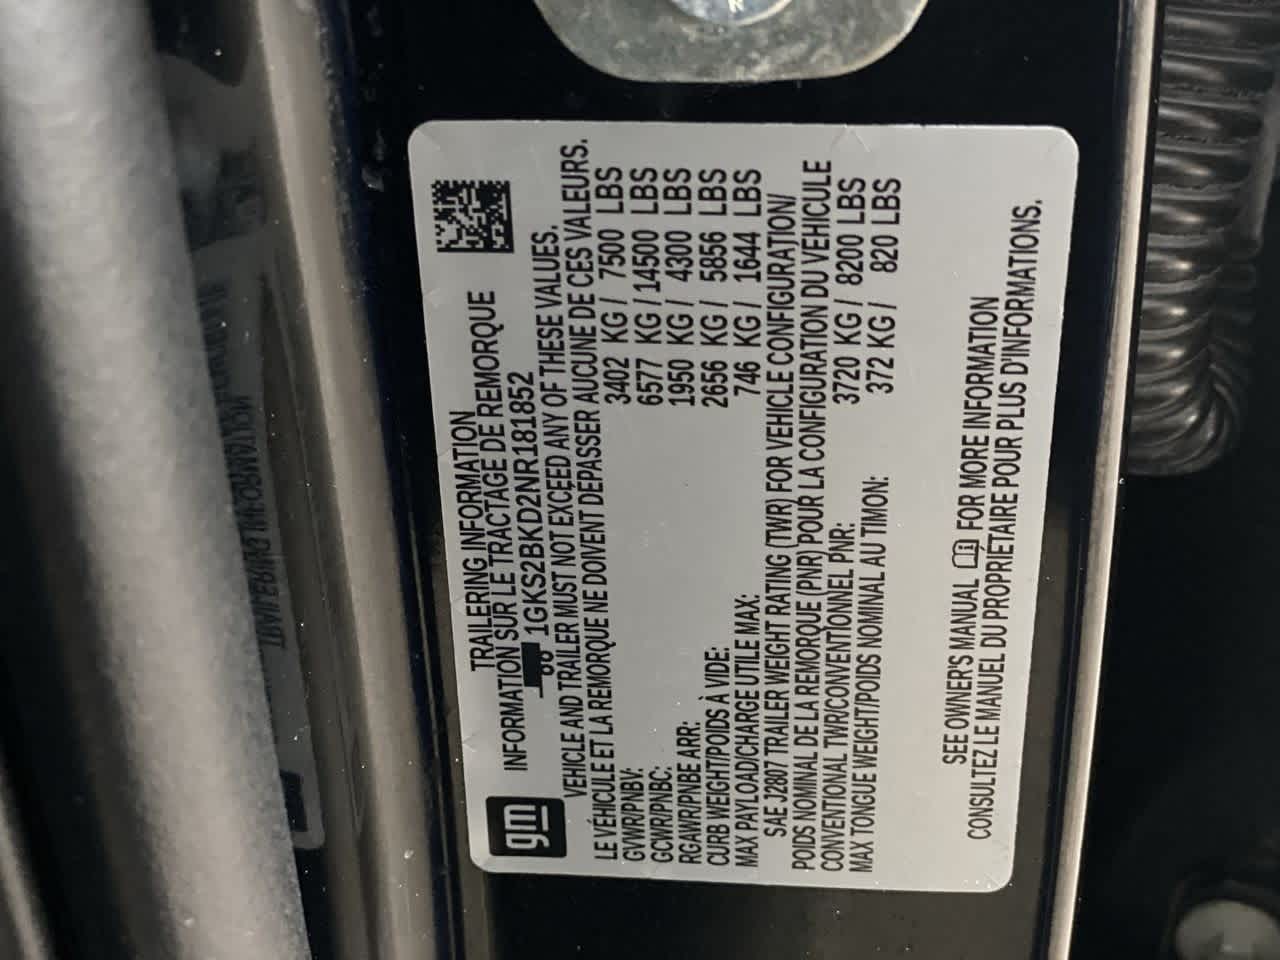 gm
TRAILERING INFORMATION
INFORMATION SUR LE TRACTAGE DE REMORQUE
1GKS2BKD2NR181852
VEHICLE AND TRAILER MUST NOT EXCEED ANY OF THESE VALUES.
LE VÉHICULE ET LA REMORQUE NE DOIVENT DÉPASSER AUCUNE DE CES VALEURS.
GVWR/PNBV: 3402 KG / 7500 LBS
GCWR/PNBC: 6577 KG / 14500 LBS
RGAWR/PNBE ARR: 1950 KG / 4300 LBS
CURB WEIGHT/POIDS À VIDE: 2656 KG / 5856 LBS
MAX PAYLOAD/CHARGE UTILE MAX: 746 KG / 1644 LBS
SAE J2807 TRAILER WEIGHT RATING (TWR) FOR VEHICLE CONFIGURATION/
POIDS NOMINAL DE LA REMORQUE (PNR) POUR LA CONFIGURATION DU VÉHICULE
CONVENTIONAL TWR/CONVENTIONNEL PNR: 3720 KG / 8200 LBS
MAX TONGUE WEIGHT/POIDS NOMINAL AU TIMON: 372 KG / 820 LBS
SEE OWNER'S MANUAL FOR MORE INFORMATION
CONSULTEZ LE MANUEL DU PROPRIÉTAIRE POUR PLUS D'INFORMATIONS.